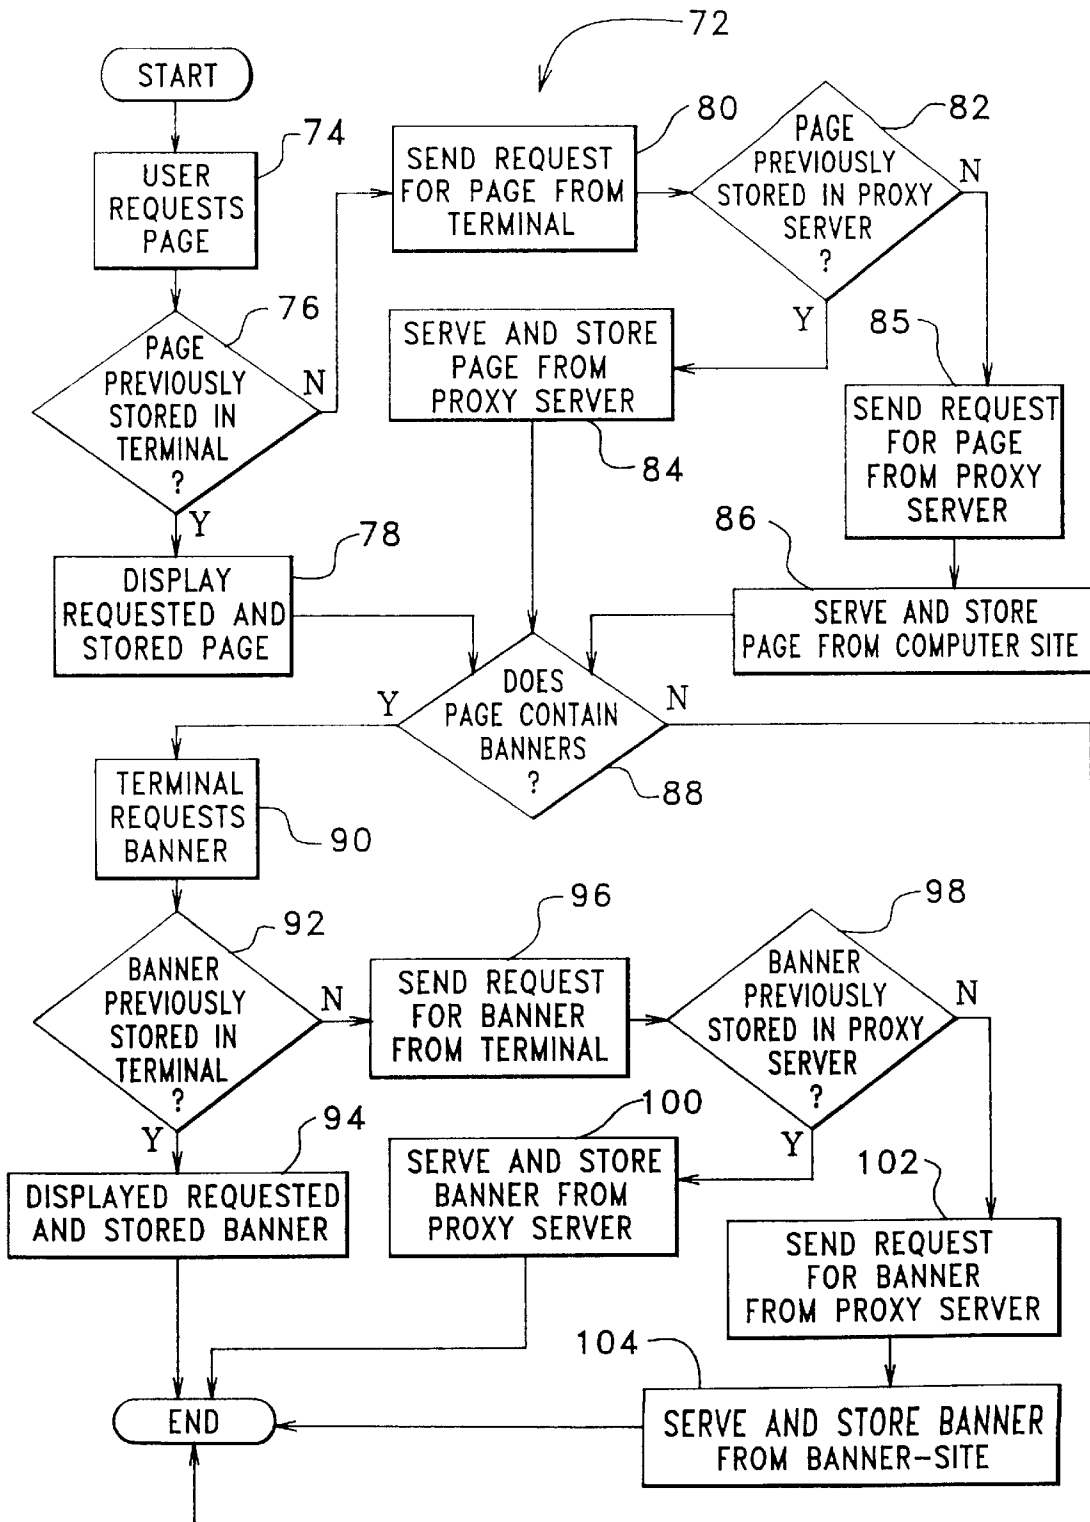 72
START
74
USER
REQUESTS
PAGE
76
PAGE
PREVIOUSLY
STORED IN
TERMINAL
?
N
Y
78
DISPLAY
REQUESTED AND
STORED PAGE
80
SEND REQUEST
FOR PAGE FROM
TERMINAL
82
PAGE
PREVIOUSLY
STORED IN PROXY
SERVER
?
N
Y
SERVE AND STORE
PAGE FROM
PROXY SERVER
84
85
SEND REQUEST
FOR PAGE
FROM PROXY
SERVER
86
SERVE AND STORE
PAGE FROM COMPUTER SITE
DOES
PAGE CONTAIN
BANNERS
?
Y
N
88
TERMINAL
REQUESTS
BANNER
90
92
BANNER
PREVIOUSLY
STORED IN
TERMINAL
?
N
Y
94
DISPLAYED REQUESTED
AND STORED BANNER
96
SEND REQUEST
FOR BANNER
FROM TERMINAL
98
BANNER
PREVIOUSLY
STORED IN PROXY
SERVER
?
N
Y
100
SERVE AND STORE
BANNER FROM
PROXY SERVER
102
SEND REQUEST
FOR BANNER
FROM PROXY SERVER
104
SERVE AND STORE BANNER
FROM BANNER-SITE
END